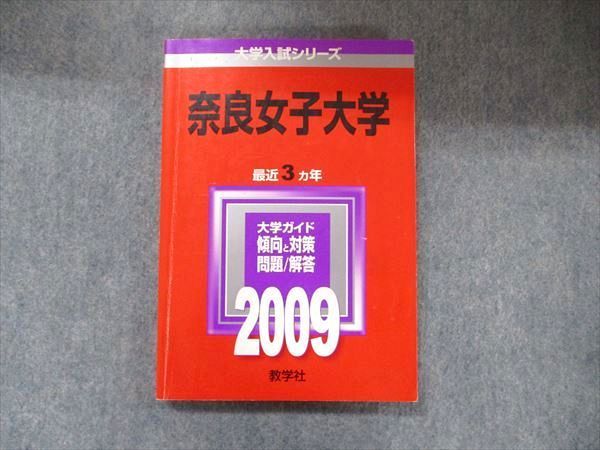 大学入試シリーズ
奈良女子大学
最近3カ年
大学ガイド
傾向と対策
問題/解答
2009
教学社